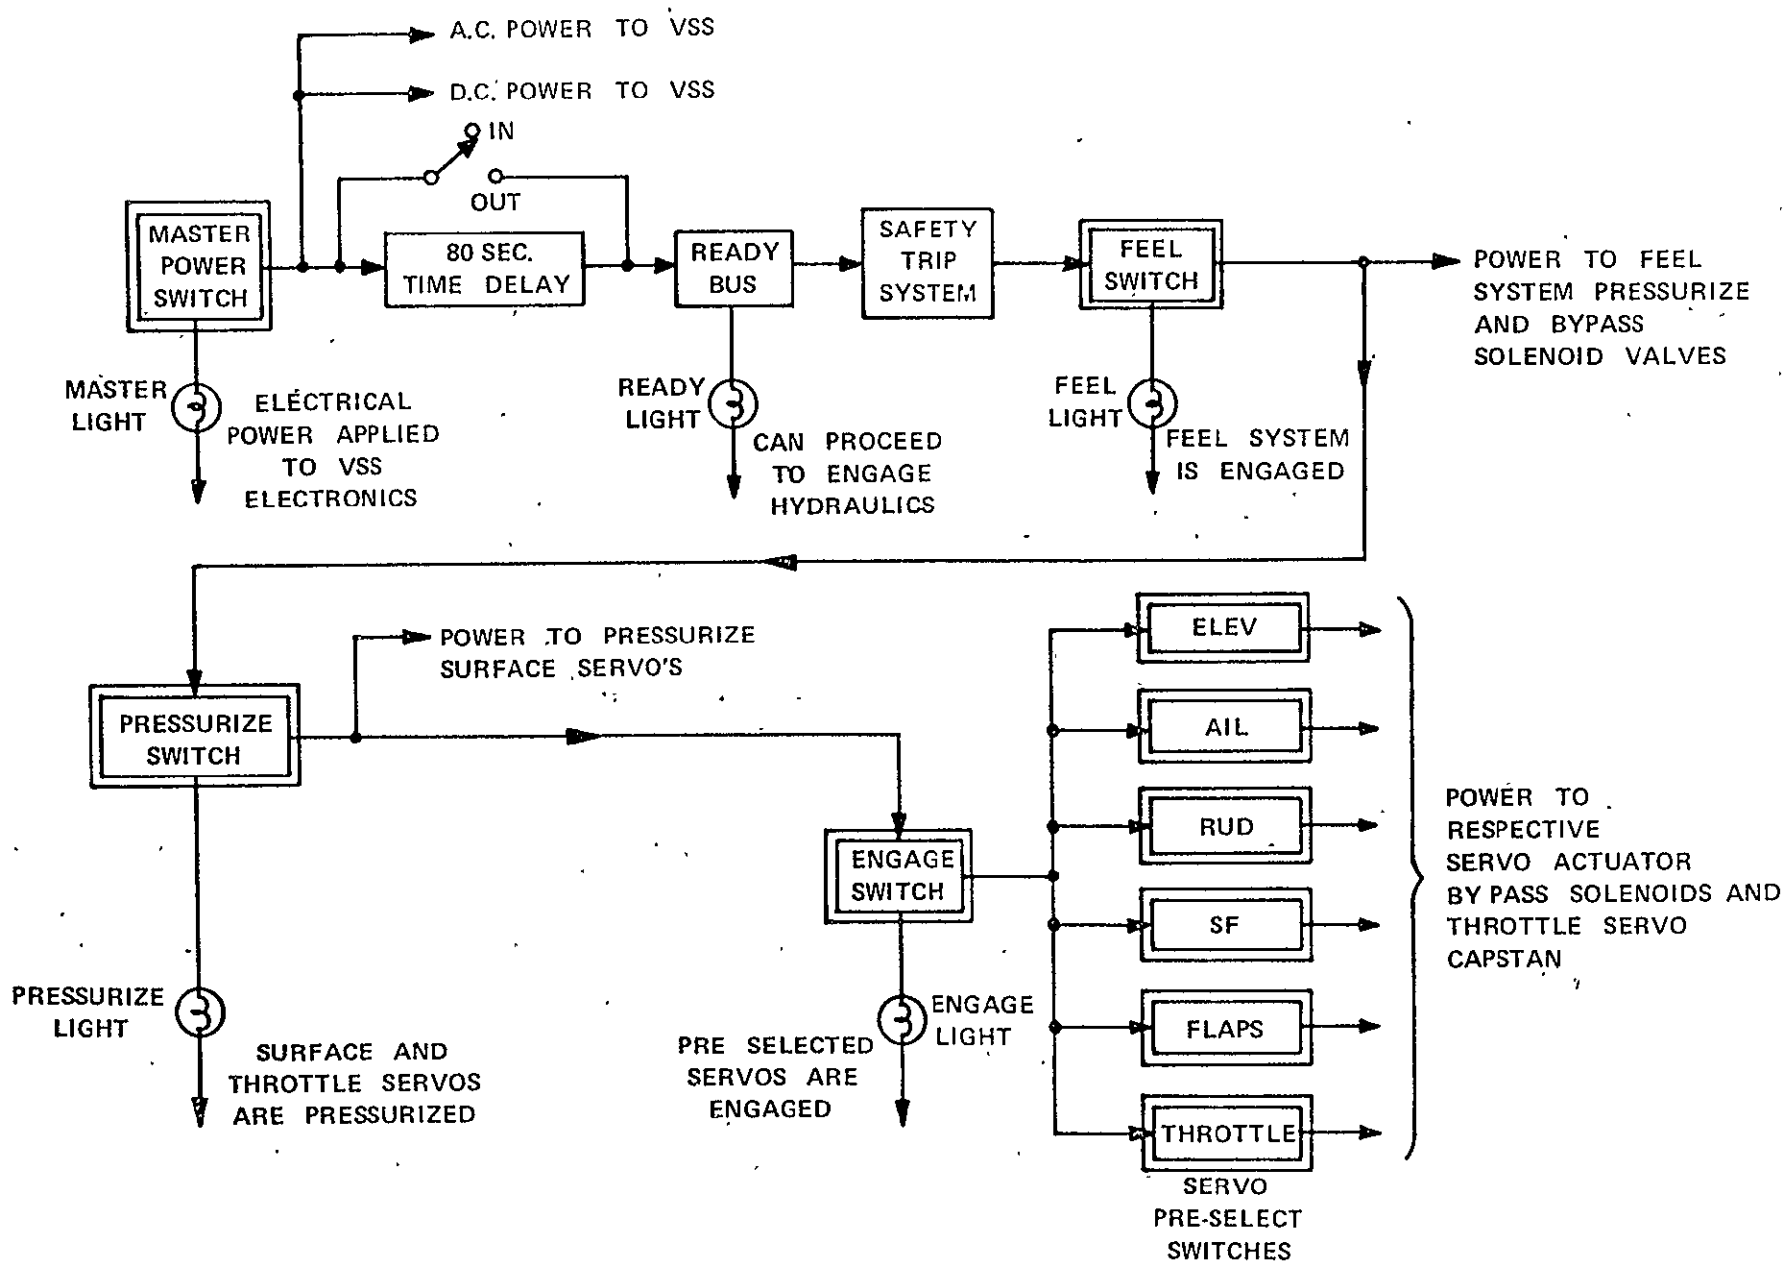 A.C. POWER TO VSS
D.C. POWER TO VSS
IN
OUT
MASTER
POWER
SWITCH
80 SEC.
TIME DELAY
READY
BUS
SAFETY
TRIP
SYSTEM
FEEL
SWITCH
POWER TO FEEL
SYSTEM PRESSURIZE
AND BYPASS
SOLENOID VALVES
MASTER
LIGHT
ELECTRICAL
POWER APPLIED
TO VSS
ELECTRONICS
READY
LIGHT
CAN PROCEED
TO ENGAGE
HYDRAULICS
FEEL
LIGHT
FEEL SYSTEM
IS ENGAGED
POWER TO PRESSURIZE
SURFACE SERVO'S
PRESSURIZE
SWITCH
ENGAGE
SWITCH
ELEV
AIL
RUD
SF
FLAPS
THROTTLE
POWER TO
RESPECTIVE
SERVO ACTUATOR
BY PASS SOLENOIDS AND
THROTTLE SERVO
CAPSTAN
PRESSURIZE
LIGHT
SURFACE AND
THROTTLE SERVOS
ARE PRESSURIZED
ENGAGE
LIGHT
PRE SELECTED
SERVOS ARE
ENGAGED
SERVO
PRE-SELECT
SWITCHES